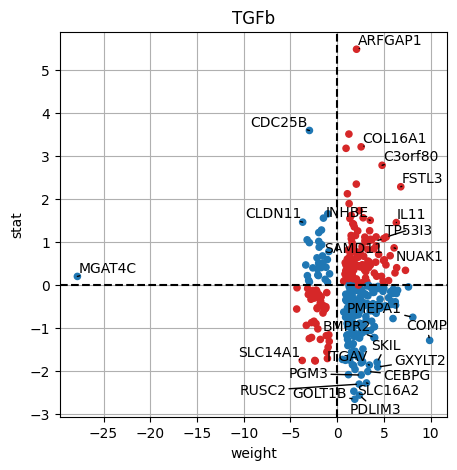 TGFb
ARFGAP1
CDC25B
COL16A1
C3orf80
FSTL3
CLDN11
INHBE
IL11
TP53I3
SAMD11
NUAK1
MGAT4C
PMEPA1
BMPR2
COMP
SLC14A1
ITGAV
SKIL
GXYLT2
PGM3
CEBPG
RUSC2
GOLT1B
SLC16A2
PDLIM3
stat
5
4
3
2
1
0
−1
−2
−3
−25
−20
−15
−10
−5
0
5
10
weight